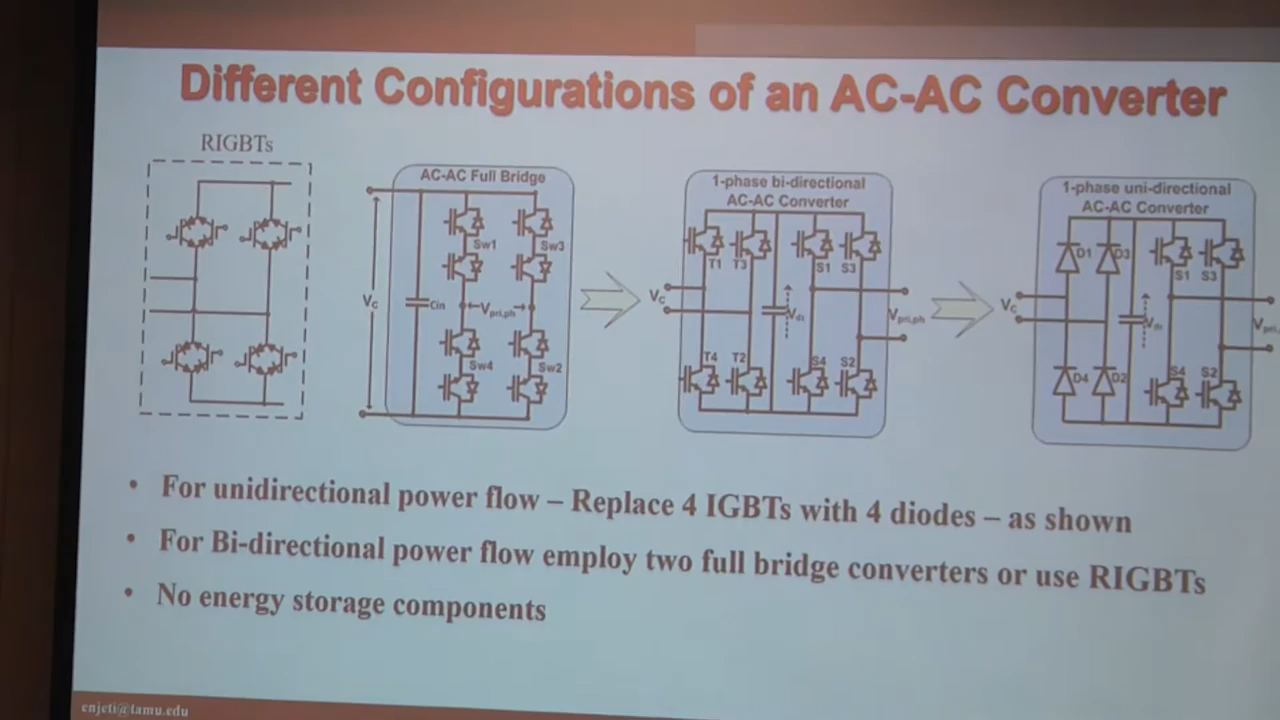 Different Configurations of an AC-AC Converter
RIGBTs
AC-AC Full Bridge
Sw1
Sw3
Vc
Cin
Vpri,ph
Sw4
Sw2
1-phase bi-directional
AC-AC Converter
T1 T3 S1 S3
Vc
Vpri,ph
T4 T2 S4 S2
1-phase uni-directional
AC-AC Converter
D1 D3 S1 S3
Vc
D4 D2 S4 S2
• For unidirectional power flow – Replace 4 IGBTs with 4 diodes – as shown
• For Bi-directional power flow employ two full bridge converters or use RIGBTs
• No energy storage components
enjeti@tamu.edu